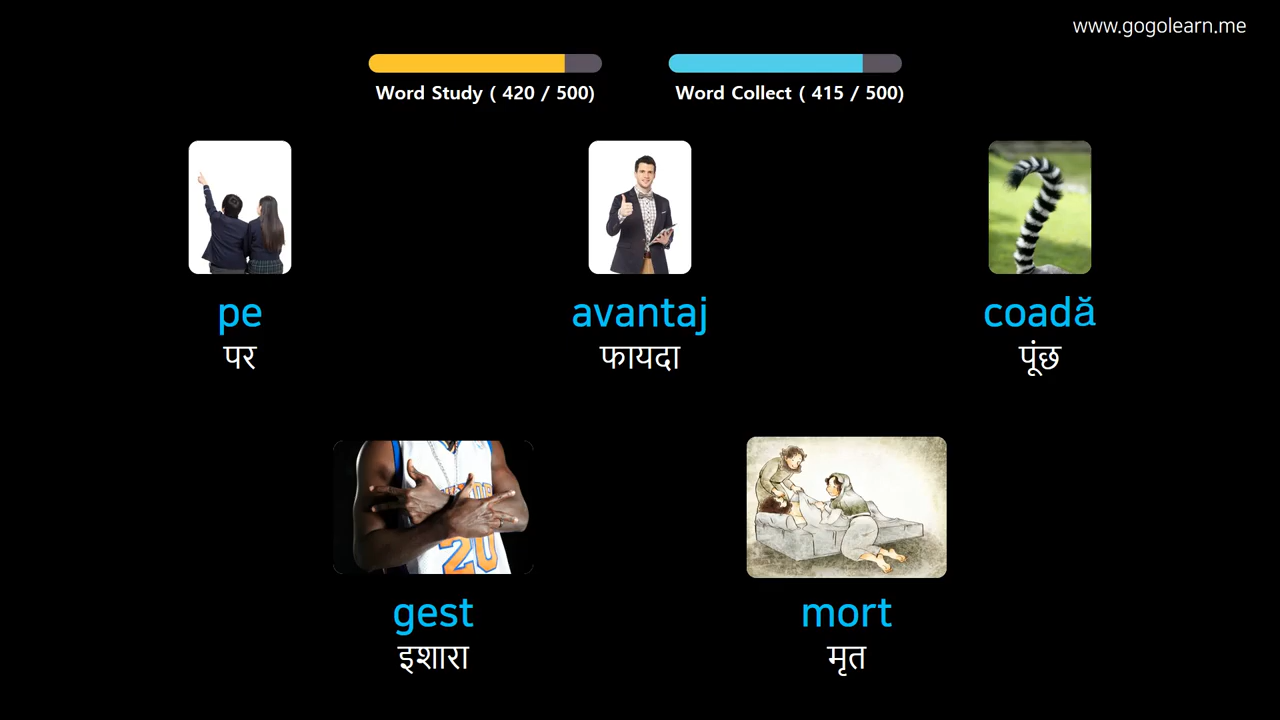 www.gogolearn.me
Word Study ( 420 / 500)
Word Collect ( 415 / 500)
pe
पर
avantaj
फायदा
coadă
पूंछ
20
gest
इशारा
mort
मृत